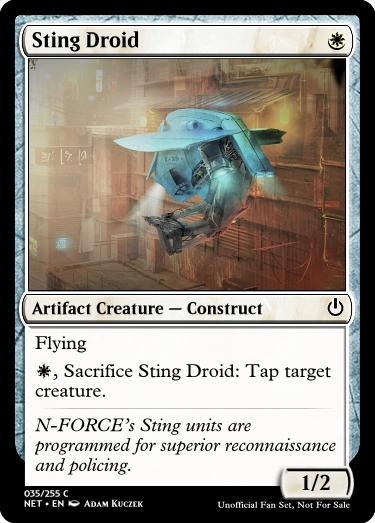 Sting Droid
Artifact Creature — Construct
Flying
, Sacrifice Sting Droid: Tap target
creature.
N-FORCE's Sting units are
programmed for superior reconnaissance
and policing.
1/2
035/255 C
NET • EN Adam Kuczek
Unofficial Fan Set, Not For Sale